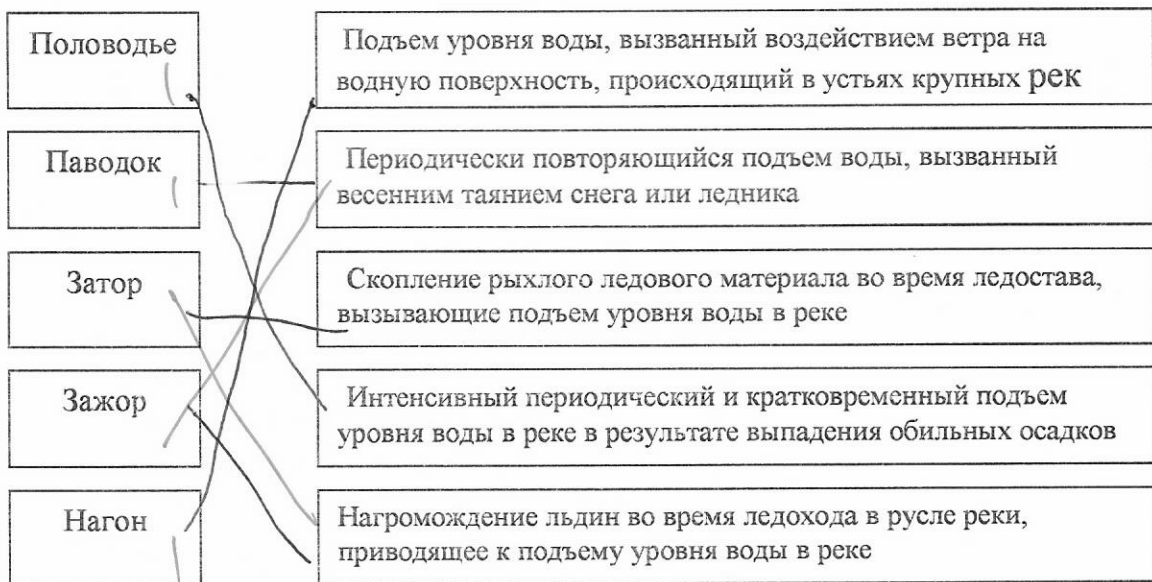 Половодье
Подъем уровня воды, вызванный воздействием ветра на
водную поверхность, происходящий в устьях крупных рек
Паводок
Периодически повторяющийся подъем воды, вызванный
весенним таянием снега или ледника
Затор
Скопление рыхлого ледового материала во время ледостава,
вызывающие подъем уровня воды в реке
Зажор
Интенсивный периодический и кратковременный подъем
уровня воды в реке в результате выпадения обильных осадков
Нагон
Нагромождение льдин во время ледохода в русле реки,
приводящее к подъему уровня воды в реке